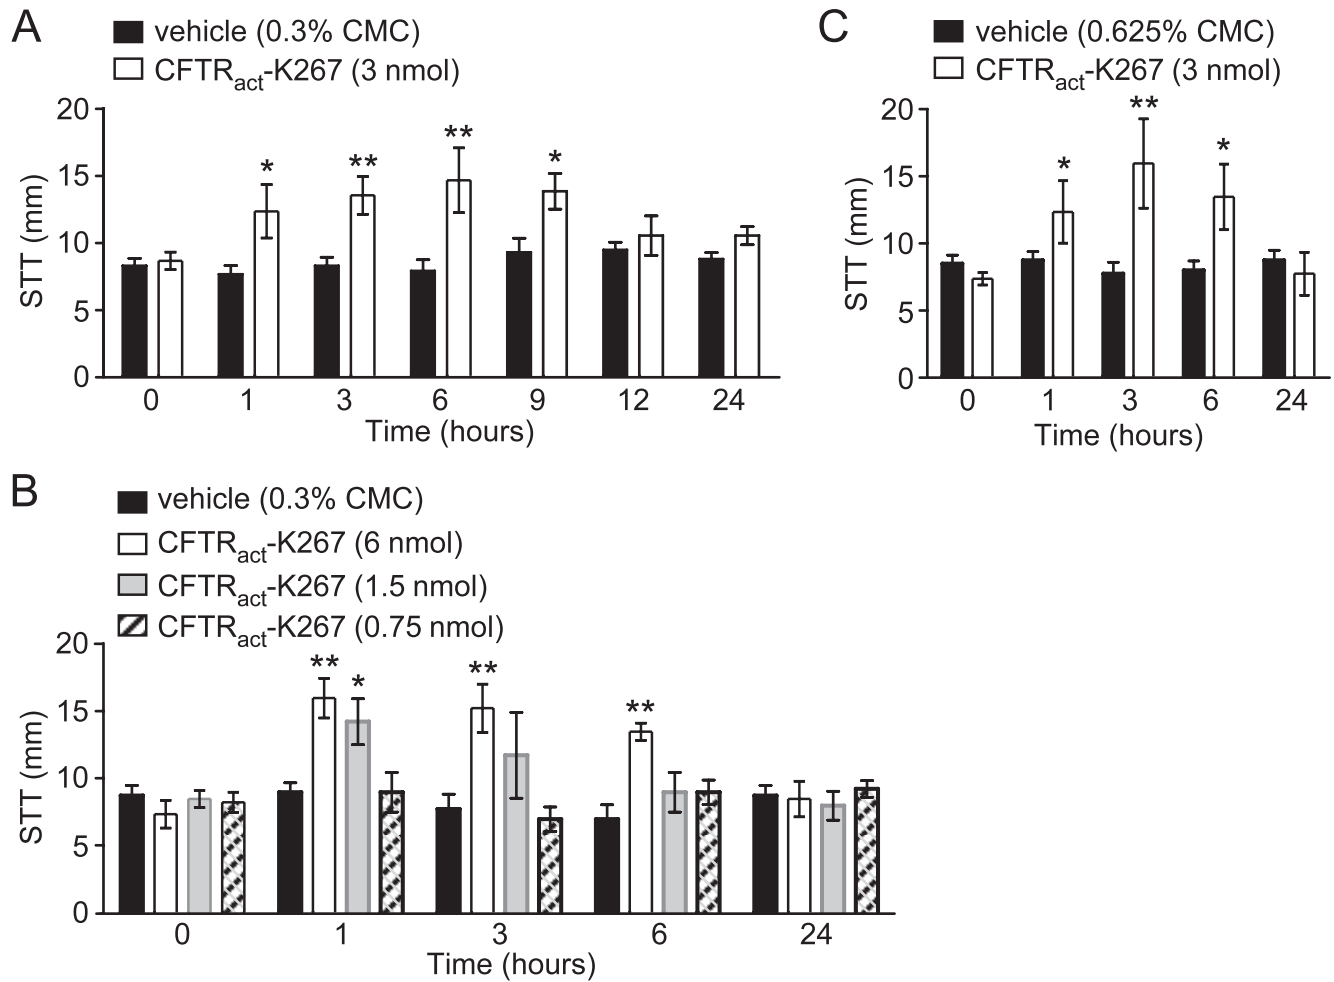 A
vehicle (0.3% CMC)
CFTRact-K267 (3 nmol)
20
15
10
5
0
STT (mm)
* ** ** *
0 1 3 6 9 12 24
Time (hours)
C
vehicle (0.625% CMC)
CFTRact-K267 (3 nmol)
20
15
10
5
0
STT (mm)
* ** *
0 1 3 6 24
Time (hours)
B
vehicle (0.3% CMC)
CFTRact-K267 (6 nmol)
CFTRact-K267 (1.5 nmol)
CFTRact-K267 (0.75 nmol)
20
15
10
5
0
STT (mm)
** * ** **
0 1 3 6 24
Time (hours)